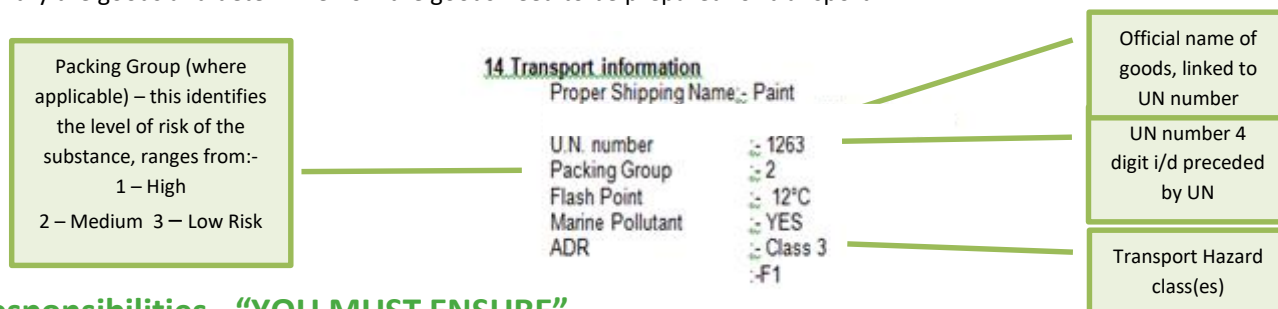 Packing Group (where
applicable) – this identifies
the level of risk of the
substance, ranges from:-
1 – High
2 – Medium 3 – Low Risk
14 Transport information
Proper Shipping Name:- Paint
U.N. number :- 1263
Packing Group :- 2
Flash Point :- 12°C
Marine Pollutant :- YES
ADR :- Class 3
:-F1
Official name of
goods, linked to
UN number
UN number 4
digit i/d preceded
by UN
Transport Hazard
class(es)
"YOU MUST ENSURE"